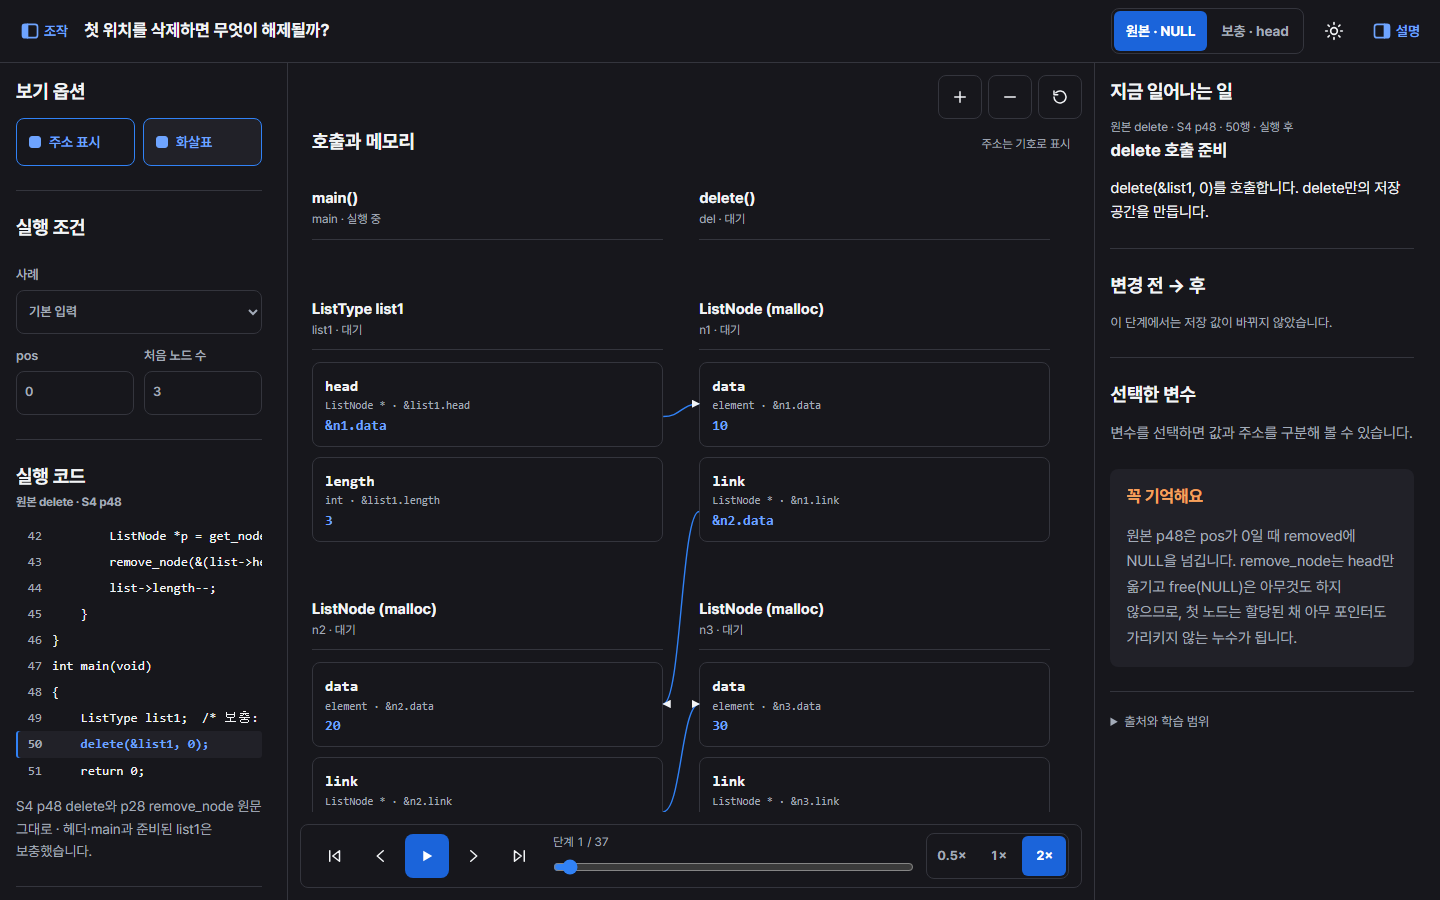 조작
첫 위치를 삭제하면 무엇이 해제될까?
원본 · NULL
보충 · head
설명
보기 옵션
주소 표시
화살표
실행 조건
사례
기본 입력
pos
처음 노드 수
0
3
실행 코드
원본 delete · S4 p48
42 ListNode *p = get_node
43 remove_node(&(list->he
44 list->length--;
45 }
46 }
47 int main(void)
48 {
49 ListType list1; /* 보충:
50 delete(&list1, 0);
51 return 0;
S4 p48 delete와 p28 remove_node 원문
그대로 · 헤더·main과 준비된 list1은
보충했습니다.
호출과 메모리
주소는 기호로 표시
main()
main · 실행 중
delete()
del · 대기
ListType list1
list1 · 대기
head
ListNode * · &list1.head
&n1.data
length
int · &list1.length
3
ListNode (malloc)
n1 · 대기
data
element · &n1.data
10
link
ListNode * · &n1.link
&n2.data
ListNode (malloc)
n2 · 대기
data
element · &n2.data
20
link
ListNode * · &n2.link
ListNode (malloc)
n3 · 대기
data
element · &n3.data
30
link
ListNode * · &n3.link
단계 1 / 37
0.5×
1×
2×
지금 일어나는 일
원본 delete · S4 p48 · 50행 · 실행 후
delete 호출 준비
delete(&list1, 0)를 호출합니다. delete만의 저장
공간을 만듭니다.
변경 전 → 후
이 단계에서는 저장 값이 바뀌지 않았습니다.
선택한 변수
변수를 선택하면 값과 주소를 구분해 볼 수 있습니다.
꼭 기억해요
원본 p48은 pos가 0일 때 removed에
NULL을 넘깁니다. remove_node는 head만
옮기고 free(NULL)은 아무것도 하지
않으므로, 첫 노드는 할당된 채 아무 포인터도
가리키지 않는 누수가 됩니다.
출처와 학습 범위